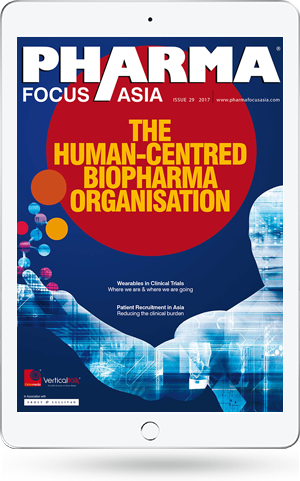 PHARMA®
FOCUS ASIA
ISSUE 29 2017 www.pharmafocusasia.com
THE
HUMAN-CENTRED
BIOPHARMA
ORGANISATION
Wearables in Clinical Trials
Where we are & where we are going
Patient Recruitment in Asia
Reducing the clinical burden
VerticalTalk
In Association with
FROST & SULLIVAN